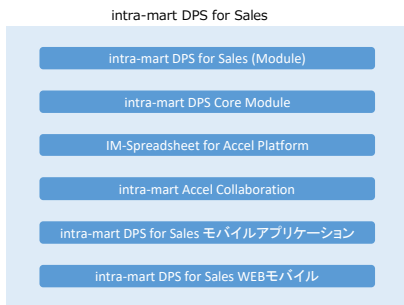 intra-mart DPS for Sales
intra-mart DPS for Sales (Module)
intra-mart DPS Core Module
IM-Spreadsheet for Accel Platform
intra-mart Accel Collaboration
intra-mart DPS for Sales モバイルアプリケーション
intra-mart DPS for Sales WEBモバイル